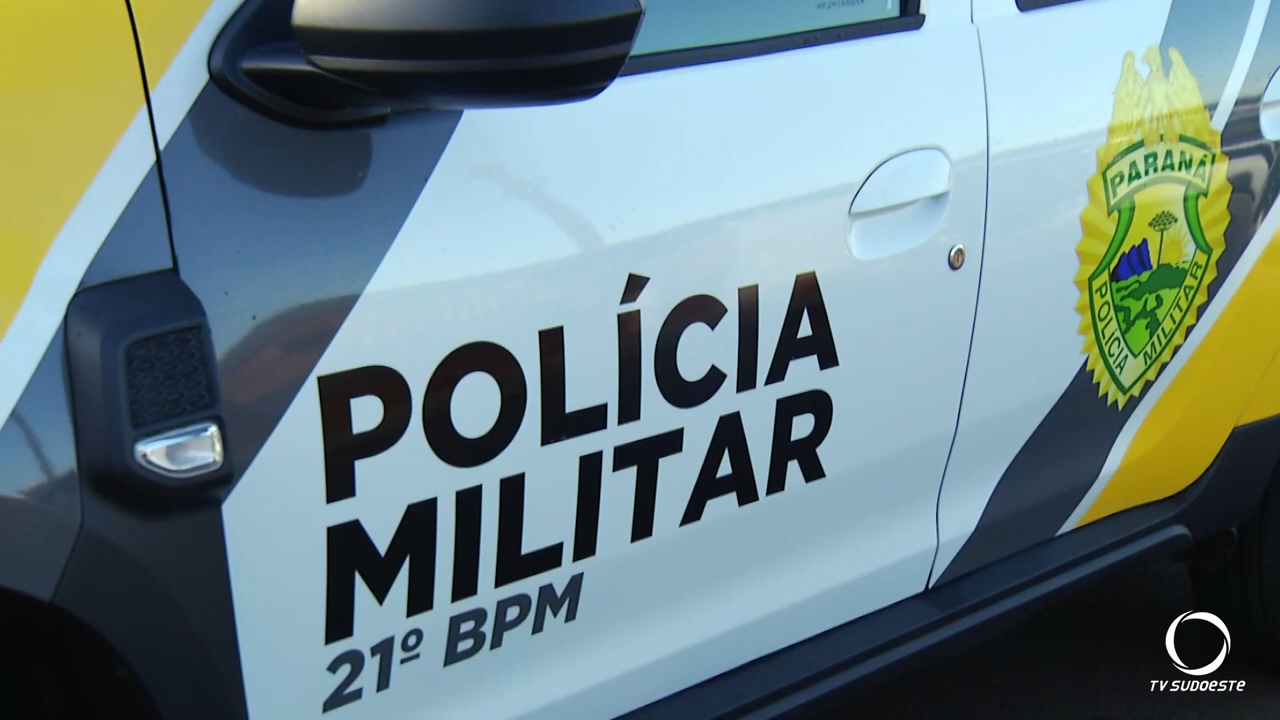 PARANÁ
POLÍCIA MILITAR
POLÍCIA
MILITAR
21º BPM
TV SUDOESTE